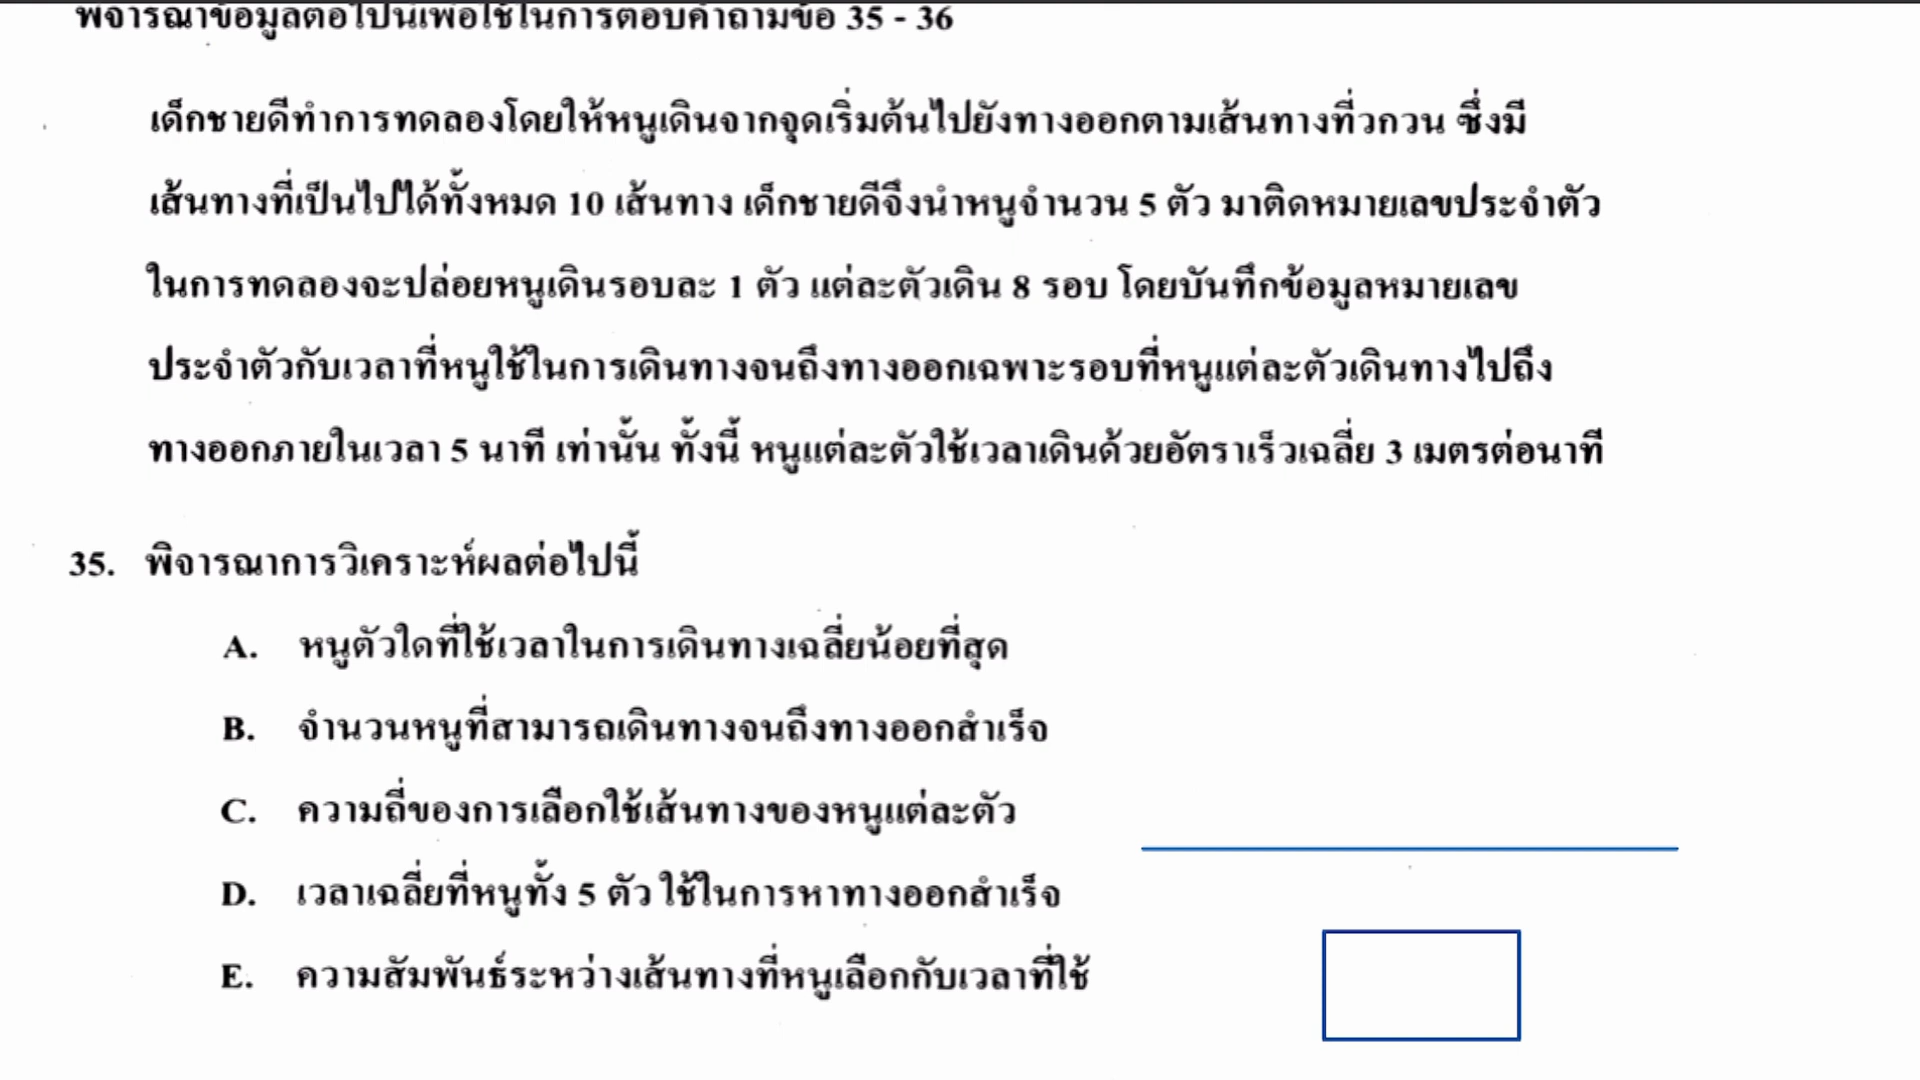 พิจารณาข้อมูลต่อไปนี้เพื่อใช้ในการตอบคำถามข้อ 35 - 36
เด็กชายดีทำการทดลองโดยให้หนูเดินจากจุดเริ่มต้นไปยังทางออกตามเส้นทางที่วกวน ซึ่งมี
เส้นทางที่เป็นไปได้ทั้งหมด 10 เส้นทาง เด็กชายดีจึงนำหนูจำนวน 5 ตัว มาติดหมายเลขประจำตัว
ในการทดลองจะปล่อยหนูเดินรอบละ 1 ตัว แต่ละตัวเดิน 8 รอบ โดยบันทึกข้อมูลหมายเลข
ประจำตัวกับเวลาที่หนูใช้ในการเดินทางจนถึงทางออกเฉพาะรอบที่หนูแต่ละตัวเดินทางไปถึง
ทางออกภายในเวลา 5 นาที เท่านั้น ทั้งนี้ หนูแต่ละตัวใช้เวลาเดินด้วยอัตราเร็วเฉลี่ย 3 เมตรต่อนาที
35. พิจารณาการวิเคราะห์ผลต่อไปนี้
A. หนูตัวใดที่ใช้เวลาในการเดินทางเฉลี่ยน้อยที่สุด
B. จำนวนหนูที่สามารถเดินทางจนถึงทางออกสำเร็จ
C. ความถี่ของการเลือกใช้เส้นทางของหนูแต่ละตัว
D. เวลาเฉลี่ยที่หนูทั้ง 5 ตัว ใช้ในการหาทางออกสำเร็จ
E. ความสัมพันธ์ระหว่างเส้นทางที่หนูเลือกกับเวลาที่ใช้